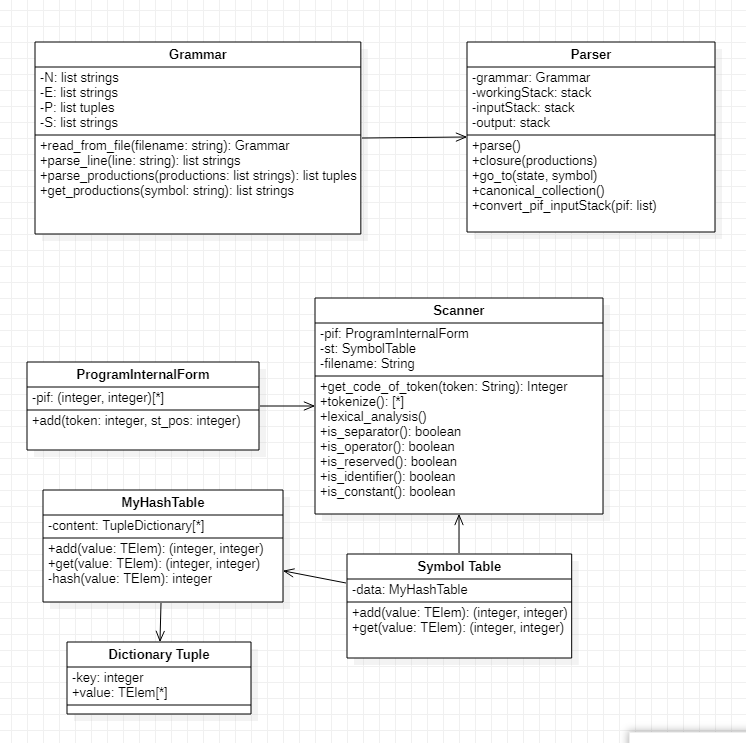 Grammar
-N: list strings
-E: list strings
-P: list tuples
-S: list strings
+read_from_file(filename: string): Grammar
+parse_line(line: string): list strings
+parse_productions(productions: list strings): list tuples
+get_productions(symbol: string): list strings
Parser
-grammar: Grammar
-workingStack: stack
-inputStack: stack
-output: stack
+parse()
+closure(productions)
+go_to(state, symbol)
+canonical_collection()
+convert_pif_inputStack(pif: list)
Scanner
-pif: ProgramInternalForm
-st: SymbolTable
-filename: String
+get_code_of_token(token: String): Integer
+tokenize(): [*]
+lexical_analysis()
+is_separator(): boolean
+is_operator(): boolean
+is_reserved(): boolean
+is_identifier(): boolean
+is_constant(): boolean
ProgramInternalForm
-pif: (integer, integer)[*]
+add(token: integer, st_pos: integer)
MyHashTable
-content: TupleDictionary[*]
+add(value: TElem): (integer, integer)
+get(value: TElem): (integer, integer)
-hash(value: TElem): integer
Symbol Table
-data: MyHashTable
+add(value: TElem): (integer, integer)
+get(value: TElem): (integer, integer)
Dictionary Tuple
-key: integer
+value: TElem[*]